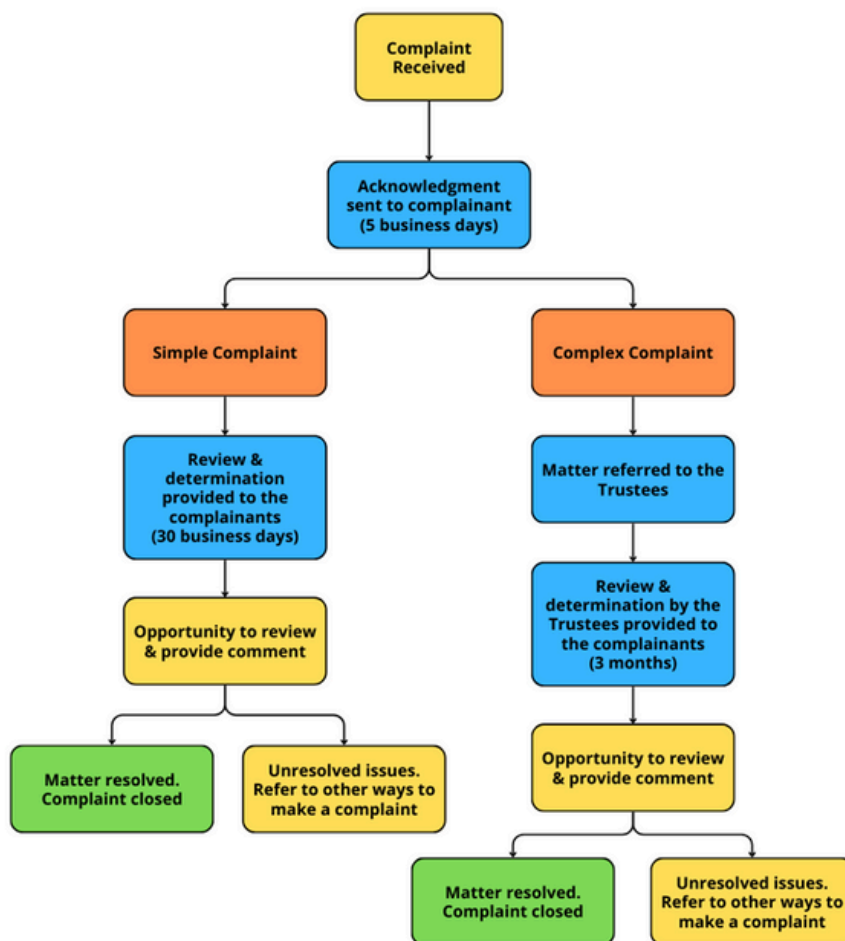 Complaint
Received
Acknowledgment
sent to complainant
(5 business days)
Simple Complaint
Review &
determination
provided to the
complainants
(30 business days)
Opportunity to review
& provide comment
Matter resolved.
Complaint closed
Unresolved issues.
Refer to other ways to
make a complaint
Complex Complaint
Matter referred to the
Trustees
Review &
determination by the
Trustees provided to
the complainants
(3 months)
Opportunity to review
& provide comment
Matter resolved.
Complaint closed
Unresolved issues.
Refer to other ways to
make a complaint